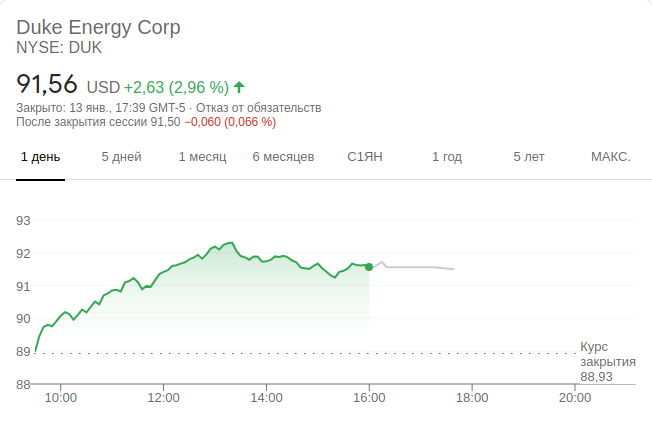 Duke Energy Corp
NYSE: DUK
91,56 USD +2,63 (2,96 %)
Закрыто: 13 янв., 17:39 GMT-5 · Отказ от обязательств
После закрытия сессии 91,50 −0,060 (0,066 %)
1 день 5 дней 1 месяц 6 месяцев С1ЯН 1 год 5 лет МАКС.
93
92
91
90
89
88
Курс
закрытия
88,93
10:00 12:00 14:00 16:00 18:00 20:00